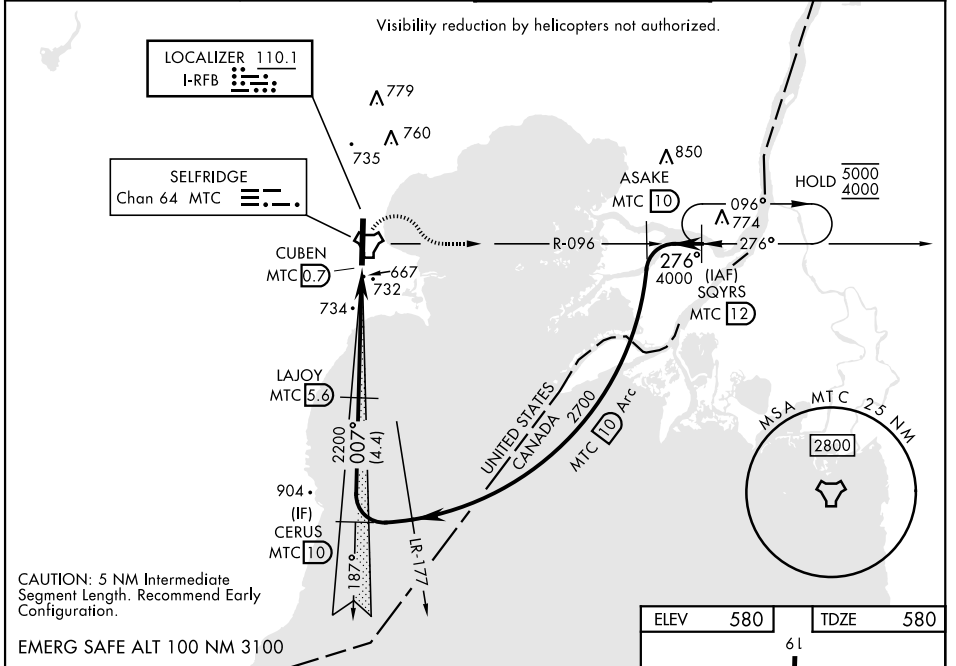 Visibility reduction by helicopters not authorized.
LOCALIZER 110.1
I-RFB
779
760
735
850
SELFRIDGE
Chan 64 MTC
ASAKE
MTC 10
HOLD 5000
4000
096°
774
R-096
276°
276°
4000
(IAF)
SQYRS
MTC 12
CUBEN
MTC 0.7
667
732
734
LAJOY
MTC 5.6
2200
007°
(4.4)
UNITED STATES
CANADA
2700
MTC 10 Arc
MSA MTC 25 NM
2800
904
(IF)
CERUS
MTC 10
187°
LR-177
CAUTION: 5 NM Intermediate
Segment Length. Recommend Early
Configuration.
EMERG SAFE ALT 100 NM 3100
ELEV 580
TDZE 580
19